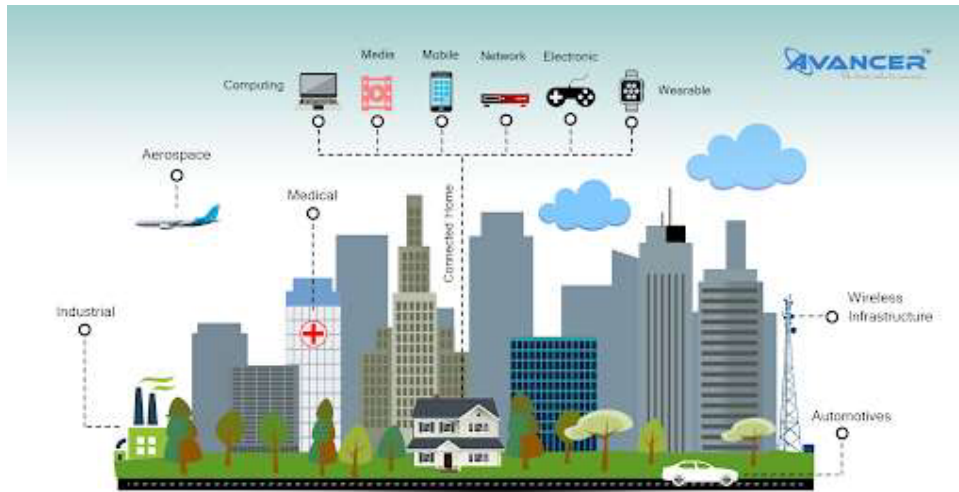 Media
Mobile
Network
Electronic
Computing
Wearable
AVANCER
Aerospace
Medical
Connected Home
Industrial
Wireless
Infrastructure
Automotives